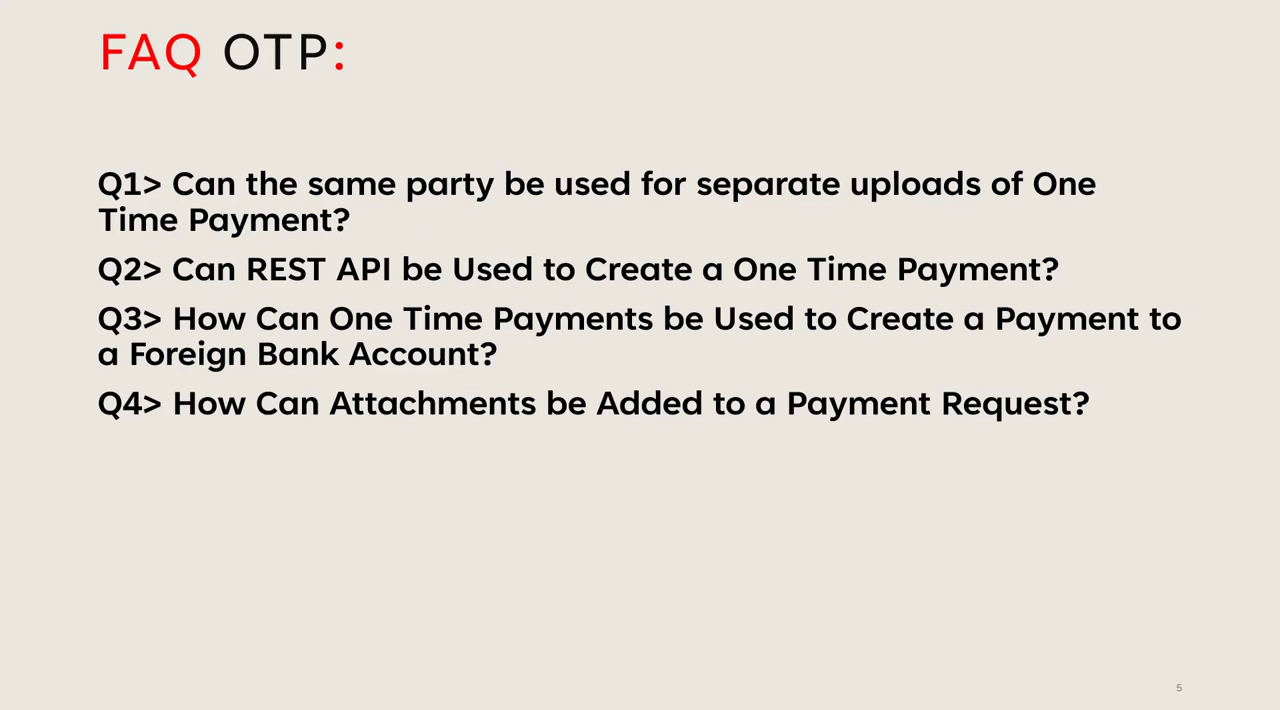 FAQ OTP:
Q1> Can the same party be used for separate uploads of One
Time Payment?
Q2> Can REST API be Used to Create a One Time Payment?
Q3> How Can One Time Payments be Used to Create a Payment to
a Foreign Bank Account?
Q4> How Can Attachments be Added to a Payment Request?
5